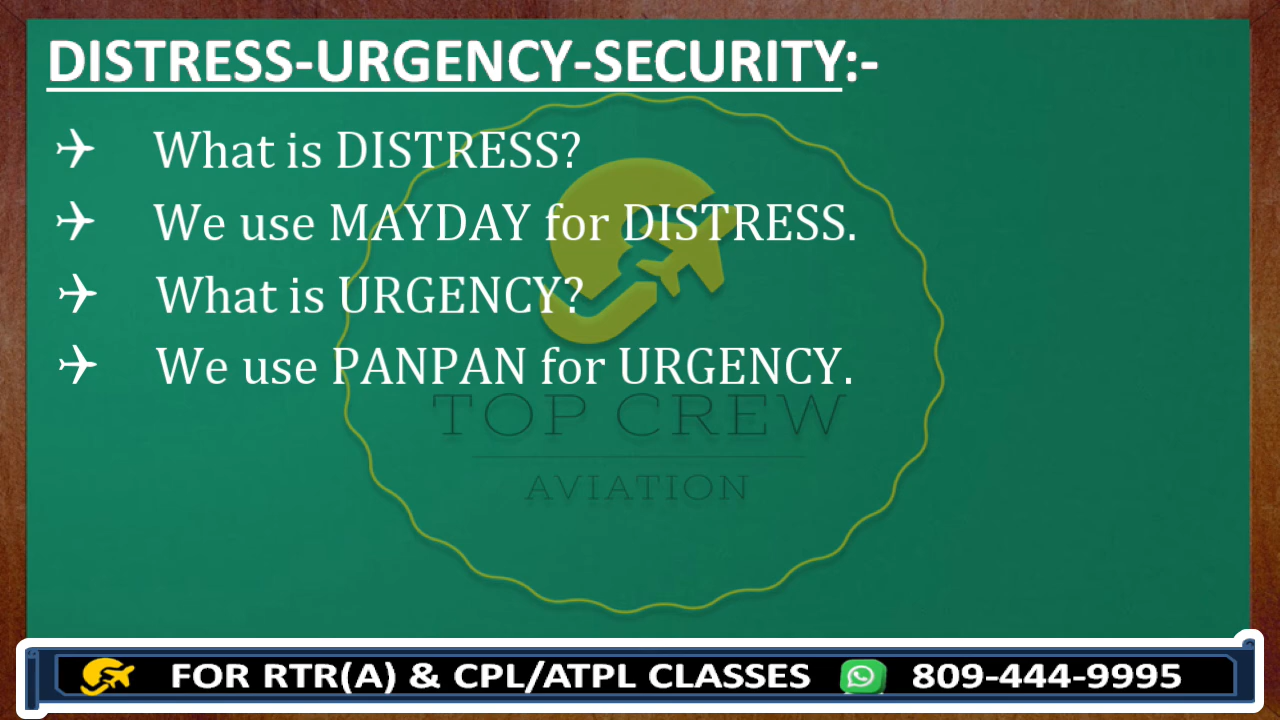 DISTRESS-URGENCY-SECURITY:-
What is DISTRESS?
We use MAYDAY for DISTRESS.
What is URGENCY?
We use PANPAN for URGENCY.
TOP CREW
AVIATION
FOR RTR(A) & CPL/ATPL CLASSES 809-444-9995